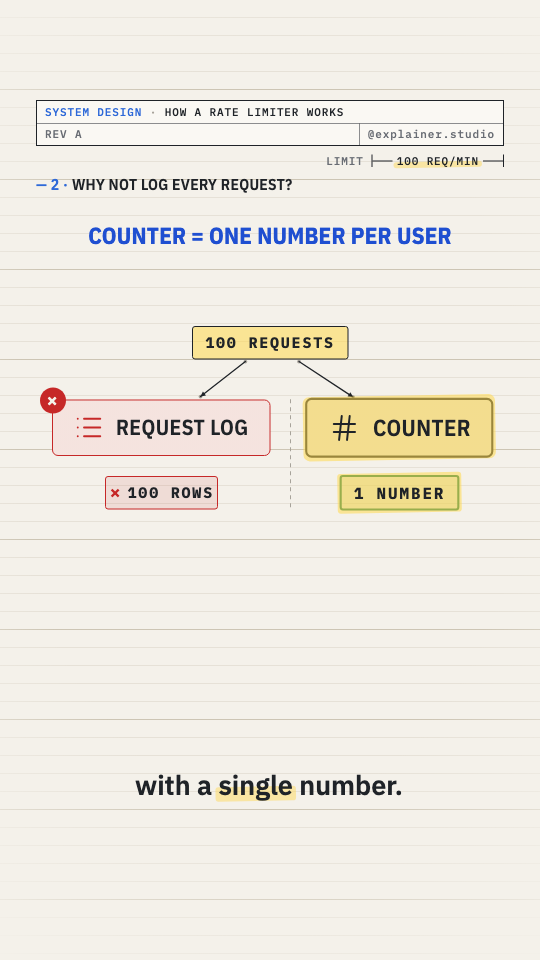 SYSTEM DESIGN · HOW A RATE LIMITER WORKS
REV A
@explainer.studio
LIMIT 100 REQ/MIN
— 2 · WHY NOT LOG EVERY REQUEST?
COUNTER = ONE NUMBER PER USER
100 REQUESTS
REQUEST LOG
# COUNTER
× 100 ROWS
1 NUMBER
with a single number.